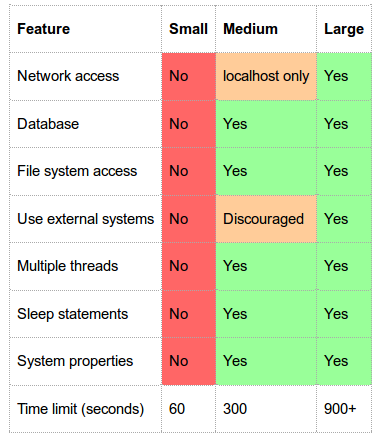 Feature Small Medium Large
Network access No localhost only Yes
Database No Yes Yes
File system access No Yes Yes
Use external systems No Discouraged Yes
Multiple threads No Yes Yes
Sleep statements No Yes Yes
System properties No Yes Yes
Time limit (seconds) 60 300 900+